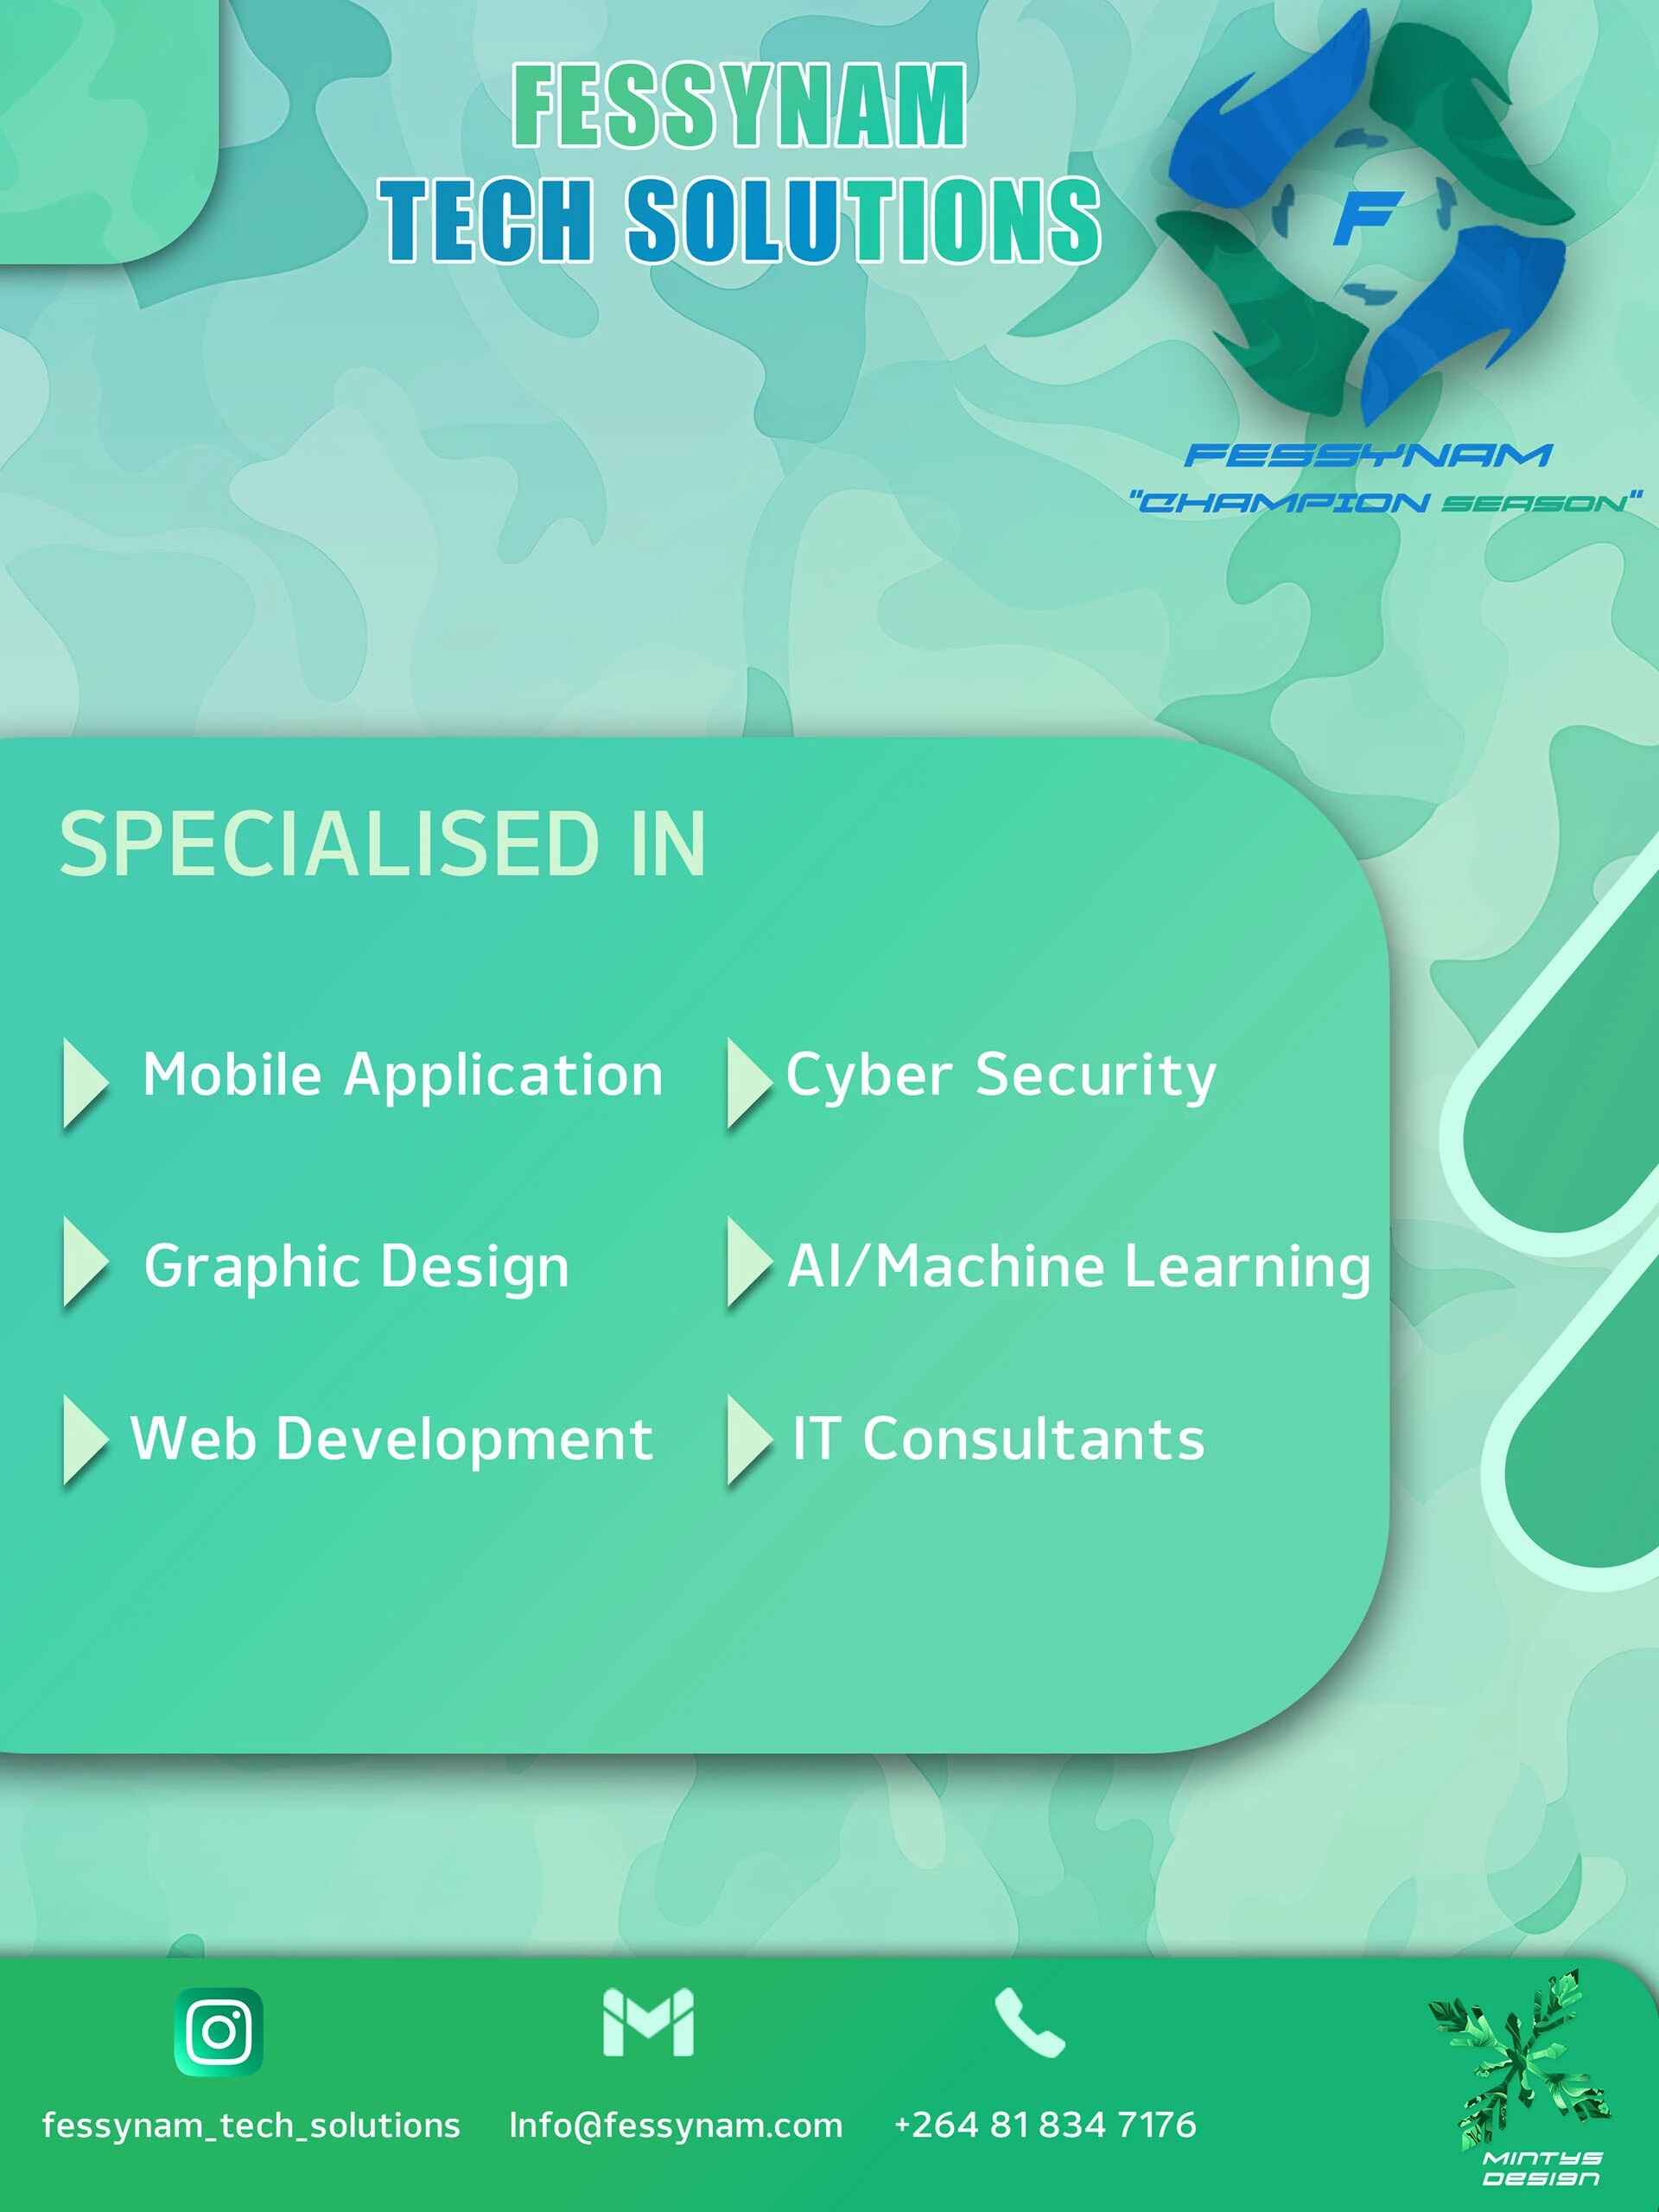 FESSYNAM
TECH SOLUTIONS
F
FESSYNAM
"CHAMPION SEASON"
SPECIALISED IN
Mobile Application
Cyber Security
Graphic Design
AI/Machine Learning
Web Development
IT Consultants
fessynam_tech_solutions
Info@fessynam.com
+264 81 834 7176
MINTYS
DESIGN